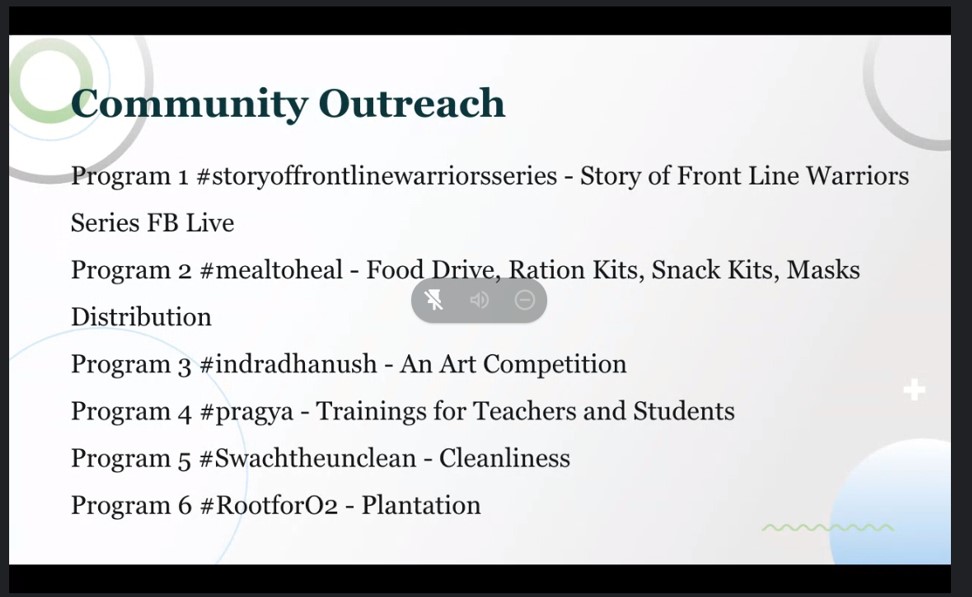 Community Outreach
Program 1 #storyoffrontlinewarriorsseries - Story of Front Line Warriors
Series FB Live
Program 2 #mealtoheal - Food Drive, Ration Kits, Snack Kits, Masks
Distribution
Program 3 #indradhanush - An Art Competition
Program 4 #pragya - Trainings for Teachers and Students
Program 5 #Swachtheunclean - Cleanliness
Program 6 #RootforO2 - Plantation